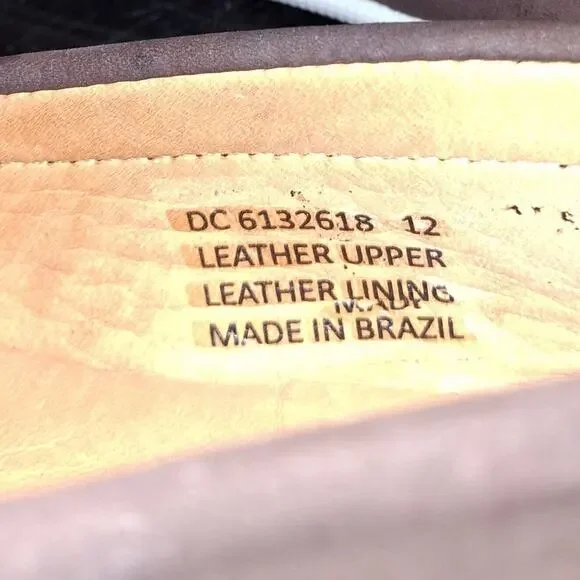 DC 6132618 12
LEATHER UPPER
LEATHER LINING
MADE IN BRAZIL